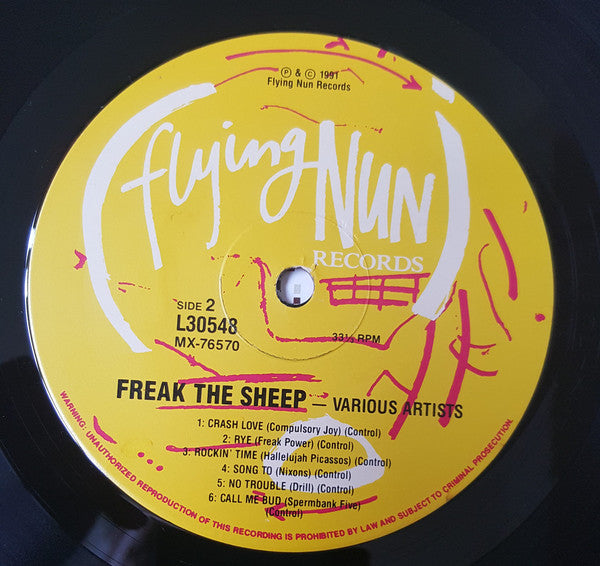 ℗ & © 1991
Flying Nun Records
flying NUN
RECORDS
SIDE 2
L30548
MX-76570
33⅓ RPM
FREAK THE SHEEP – VARIOUS ARTISTS
1: CRASH LOVE (Compulsory Joy) (Control)
2: RYE (Freak Power) (Control)
3: ROCKIN' TIME (Hallelujah Picassos) (Control)
4: SONG TO (Nixons) (Control)
5: NO TROUBLE (Drill) (Control)
6: CALL ME BUD (Spermbank Five)
(Control)
WARNING: UNAUTHORIZED REPRODUCTION OF THIS RECORDING IS PROHIBITED BY LAW AND SUBJECT TO CRIMINAL PROSECUTION.